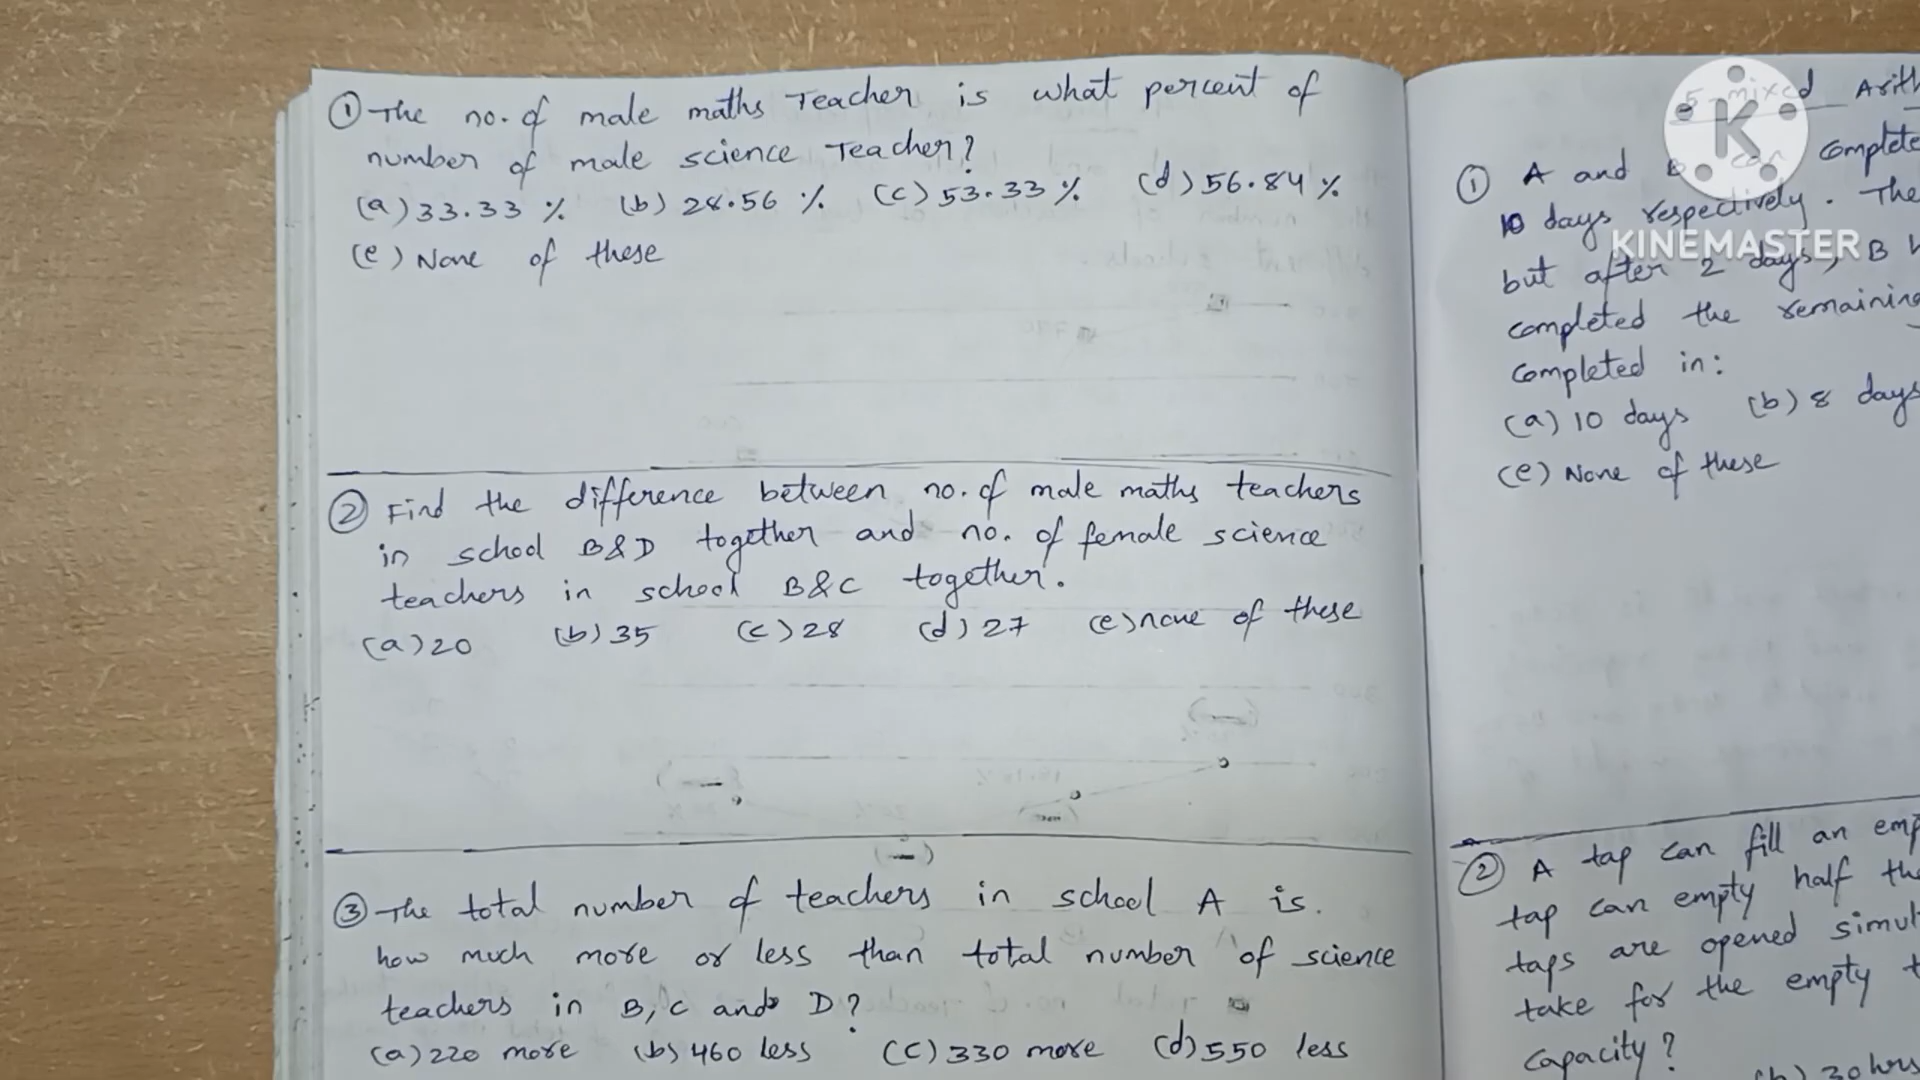 ① The no. of male maths Teacher is what percent of
number of male science Teacher?
(a) 33.33 % (b) 28.56 % (c) 53.33 % (d) 56.84 %
(e) None of these
② Find the difference between no. of male maths teachers
in school B&D together and no. of female science
teachers in school B&C together.
(a) 20 (b) 35 (c) 28 (d) 27 (e) none of these
③ The total number of teachers in school A is.
how much more or less than total number of science
teachers in B, C and D?
(a) 220 more (b) 460 less (c) 330 more (d) 550 less
5. mixed Arith
① A and B can complete
10 days respectively. The
but after 2 days, B
completed the remaining
completed in:
(a) 10 days (b) 8 days
(e) None of these
② A tap can fill an emp
tap can empty half the
taps are opened simul
take for the empty t
capacity?
(b) 30 hrs
K
KINEMASTER